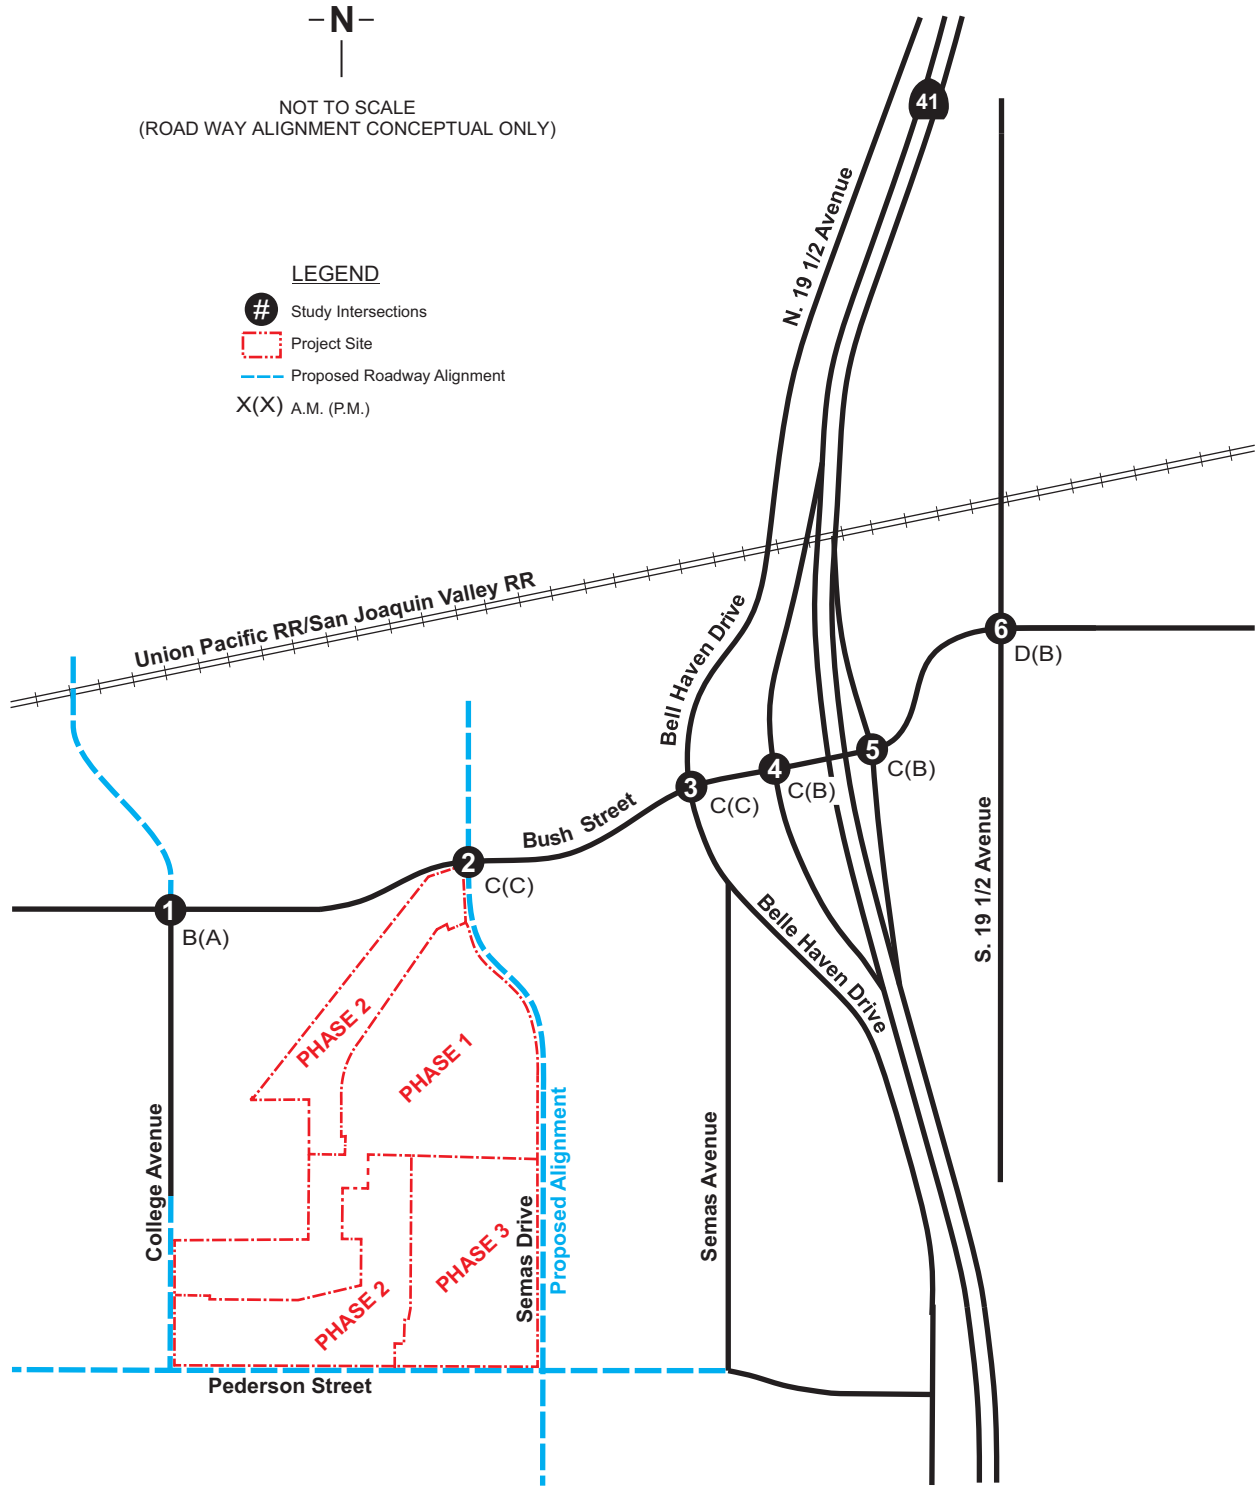 N
NOT TO SCALE
(ROAD WAY ALIGNMENT CONCEPTUAL ONLY)
41
N. 19 1/2 Avenue
LEGEND
# Study Intersections
Project Site
Proposed Roadway Alignment
X(X) A.M. (P.M.)
Union Pacific RR/San Joaquin Valley RR
Bell Haven Drive
6
D(B)
5
C(B)
4
C(B)
3
C(C)
Bush Street
2
C(C)
1
B(A)
S. 19 1/2 Avenue
Belle Haven Drive
PHASE 2
PHASE 1
College Avenue
Semas Drive
Proposed Alignment
Semas Avenue
PHASE 3
PHASE 2
Pederson Street